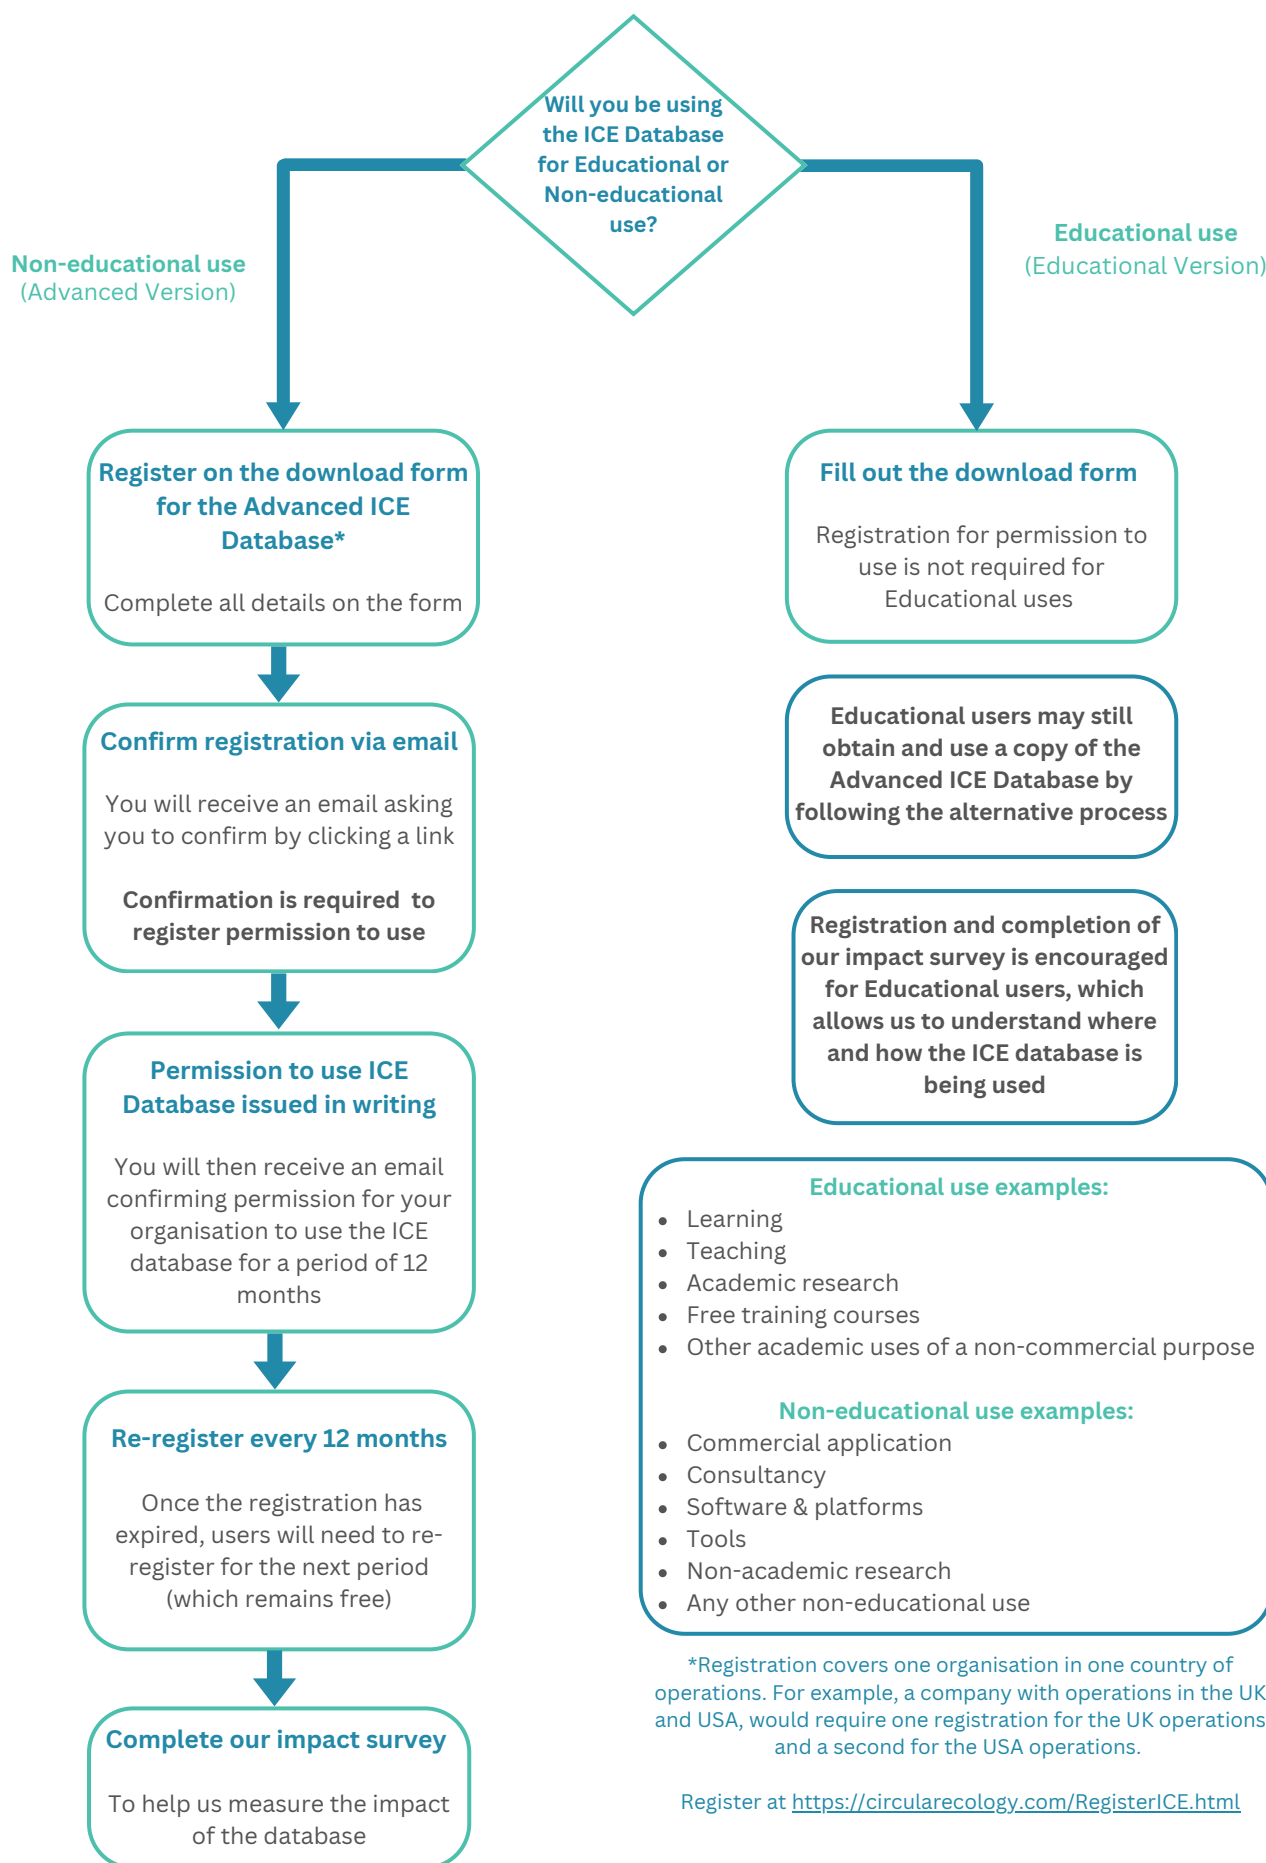 Will you be using
the ICE Database
for Educational or
Non-educational
use?
Non-educational use
(Advanced Version)
Educational use
(Educational Version)
Register on the download form
for the Advanced ICE
Database*
Complete all details on the form
Confirm registration via email
You will receive an email asking
you to confirm by clicking a link
Confirmation is required to
register permission to use
Permission to use ICE
Database issued in writing
You will then receive an email
confirming permission for your
organisation to use the ICE
database for a period of 12
months
Re-register every 12 months
Once the registration has
expired, users will need to re-
register for the next period
(which remains free)
Complete our impact survey
To help us measure the impact
of the database
Fill out the download form
Registration for permission to
use is not required for
Educational uses
Educational users may still
obtain and use a copy of the
Advanced ICE Database by
following the alternative process
Registration and completion of
our impact survey is encouraged
for Educational users, which
allows us to understand where
and how the ICE database is
being used
Educational use examples:
• Learning
• Teaching
• Academic research
• Free training courses
• Other academic uses of a non-commercial purpose
Non-educational use examples:
• Commercial application
• Consultancy
• Software & platforms
• Tools
• Non-academic research
• Any other non-educational use
*Registration covers one organisation in one country of
operations. For example, a company with operations in the UK
and USA, would require one registration for the UK operations
and a second for the USA operations.
Register at https://circularecology.com/RegisterICE.html